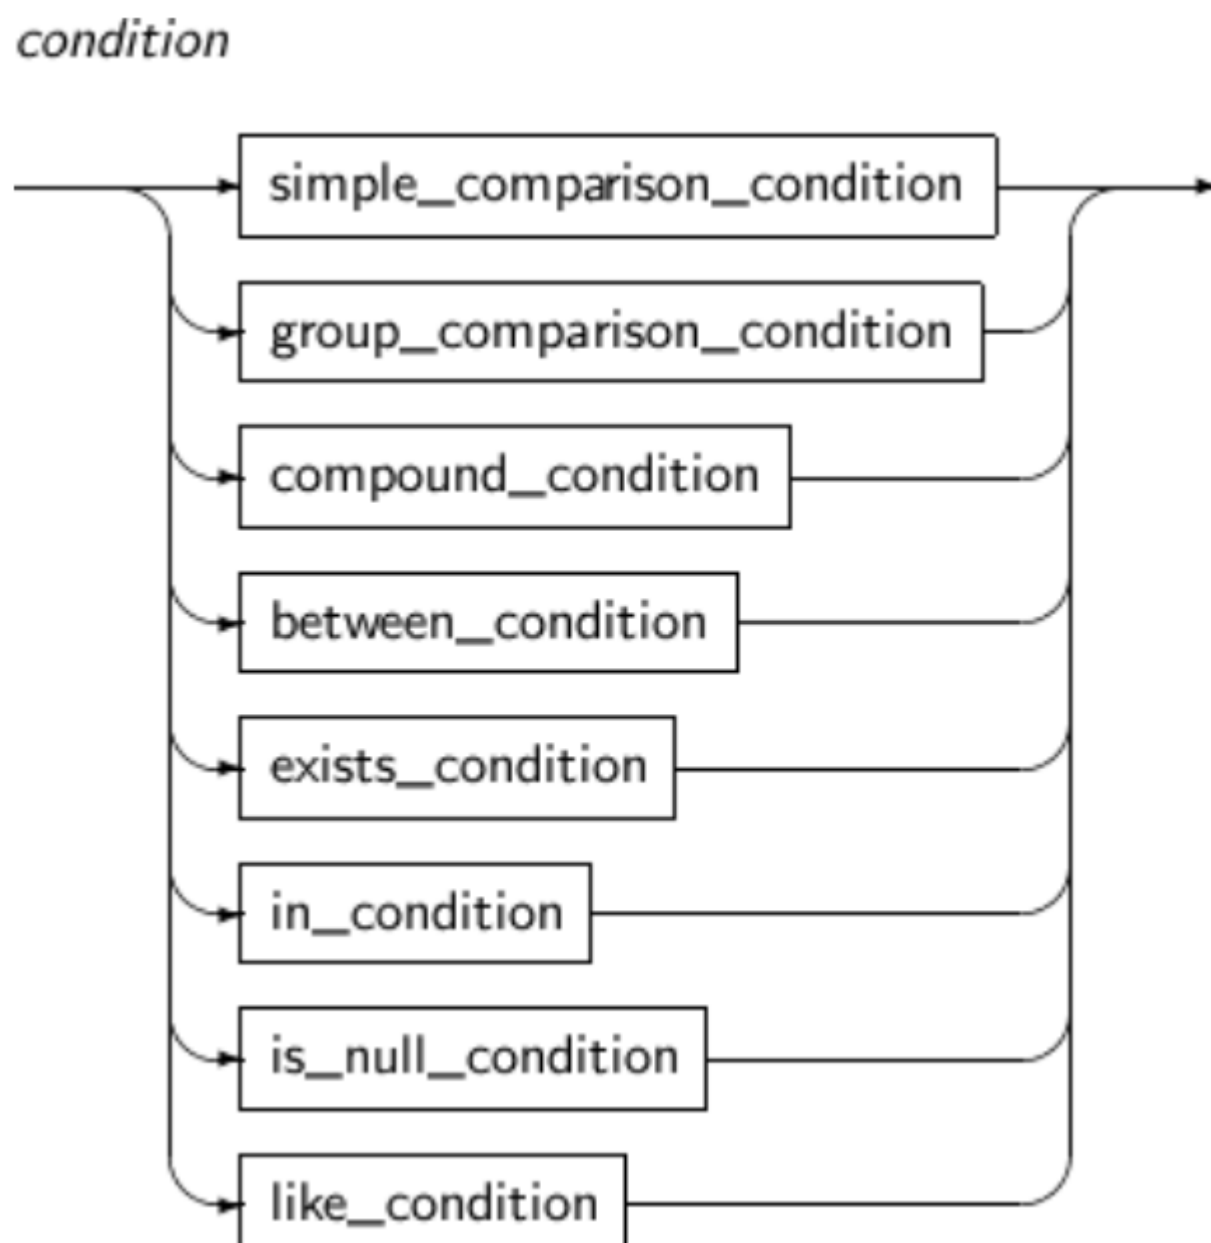 condition
simple_comparison_condition
group_comparison_condition
compound_condition
between_condition
exists_condition
in_condition
is_null_condition
like_condition